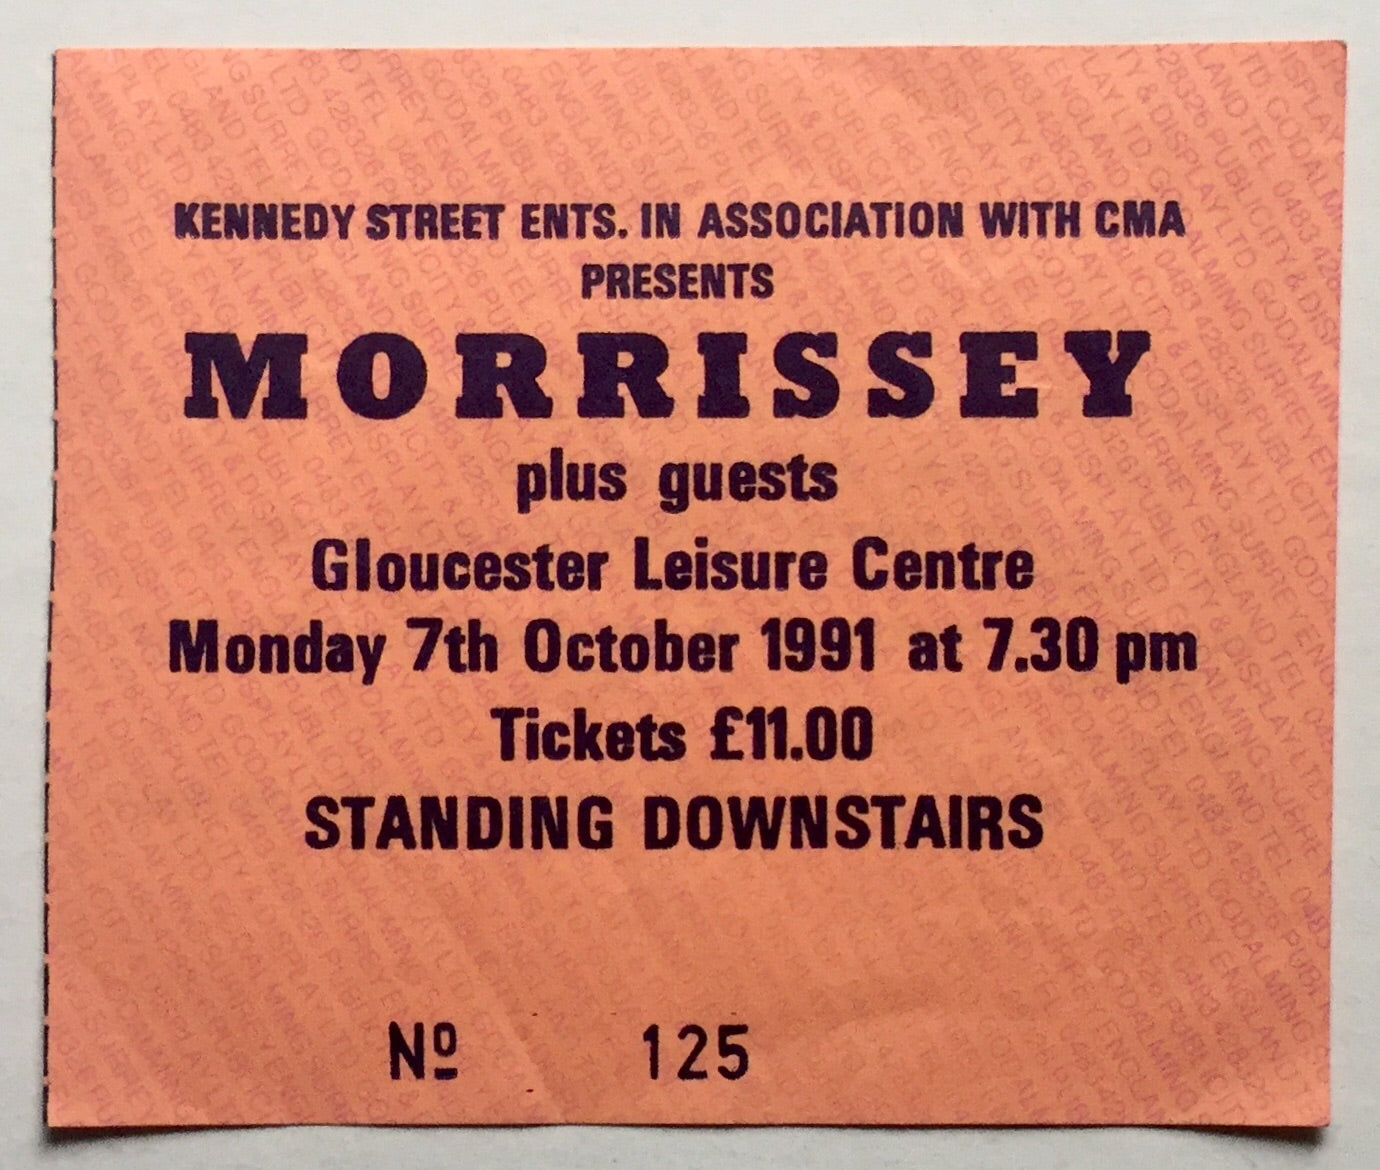 KENNEDY STREET ENTS. IN ASSOCIATION WITH CMA
PRESENTS
MORRISSEY
plus guests
Gloucester Leisure Centre
Monday 7th October 1991 at 7.30 pm
Tickets £11.00
STANDING DOWNSTAIRS
Nº 125